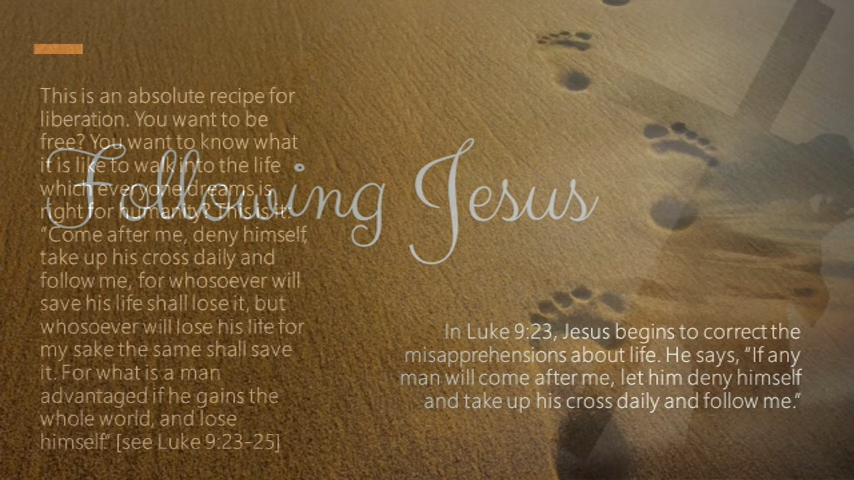 This is an absolute recipe for
liberation. You want to be
free? You want to know what
it is like to walk into the life
which everyone dreams is
right for humanity? This is it:
"Come after me, deny himself,
take up his cross daily and
follow me, for whosoever will
save his life shall lose it, but
whosoever will lose his life for
my sake the same shall save
it. For what is a man
advantaged if he gains the
whole world, and lose
himself." [see Luke 9:23-25]
Following Jesus
In Luke 9:23, Jesus begins to correct the
misapprehensions about life. He says, "If any
man will come after me, let him deny himself
and take up his cross daily and follow me."